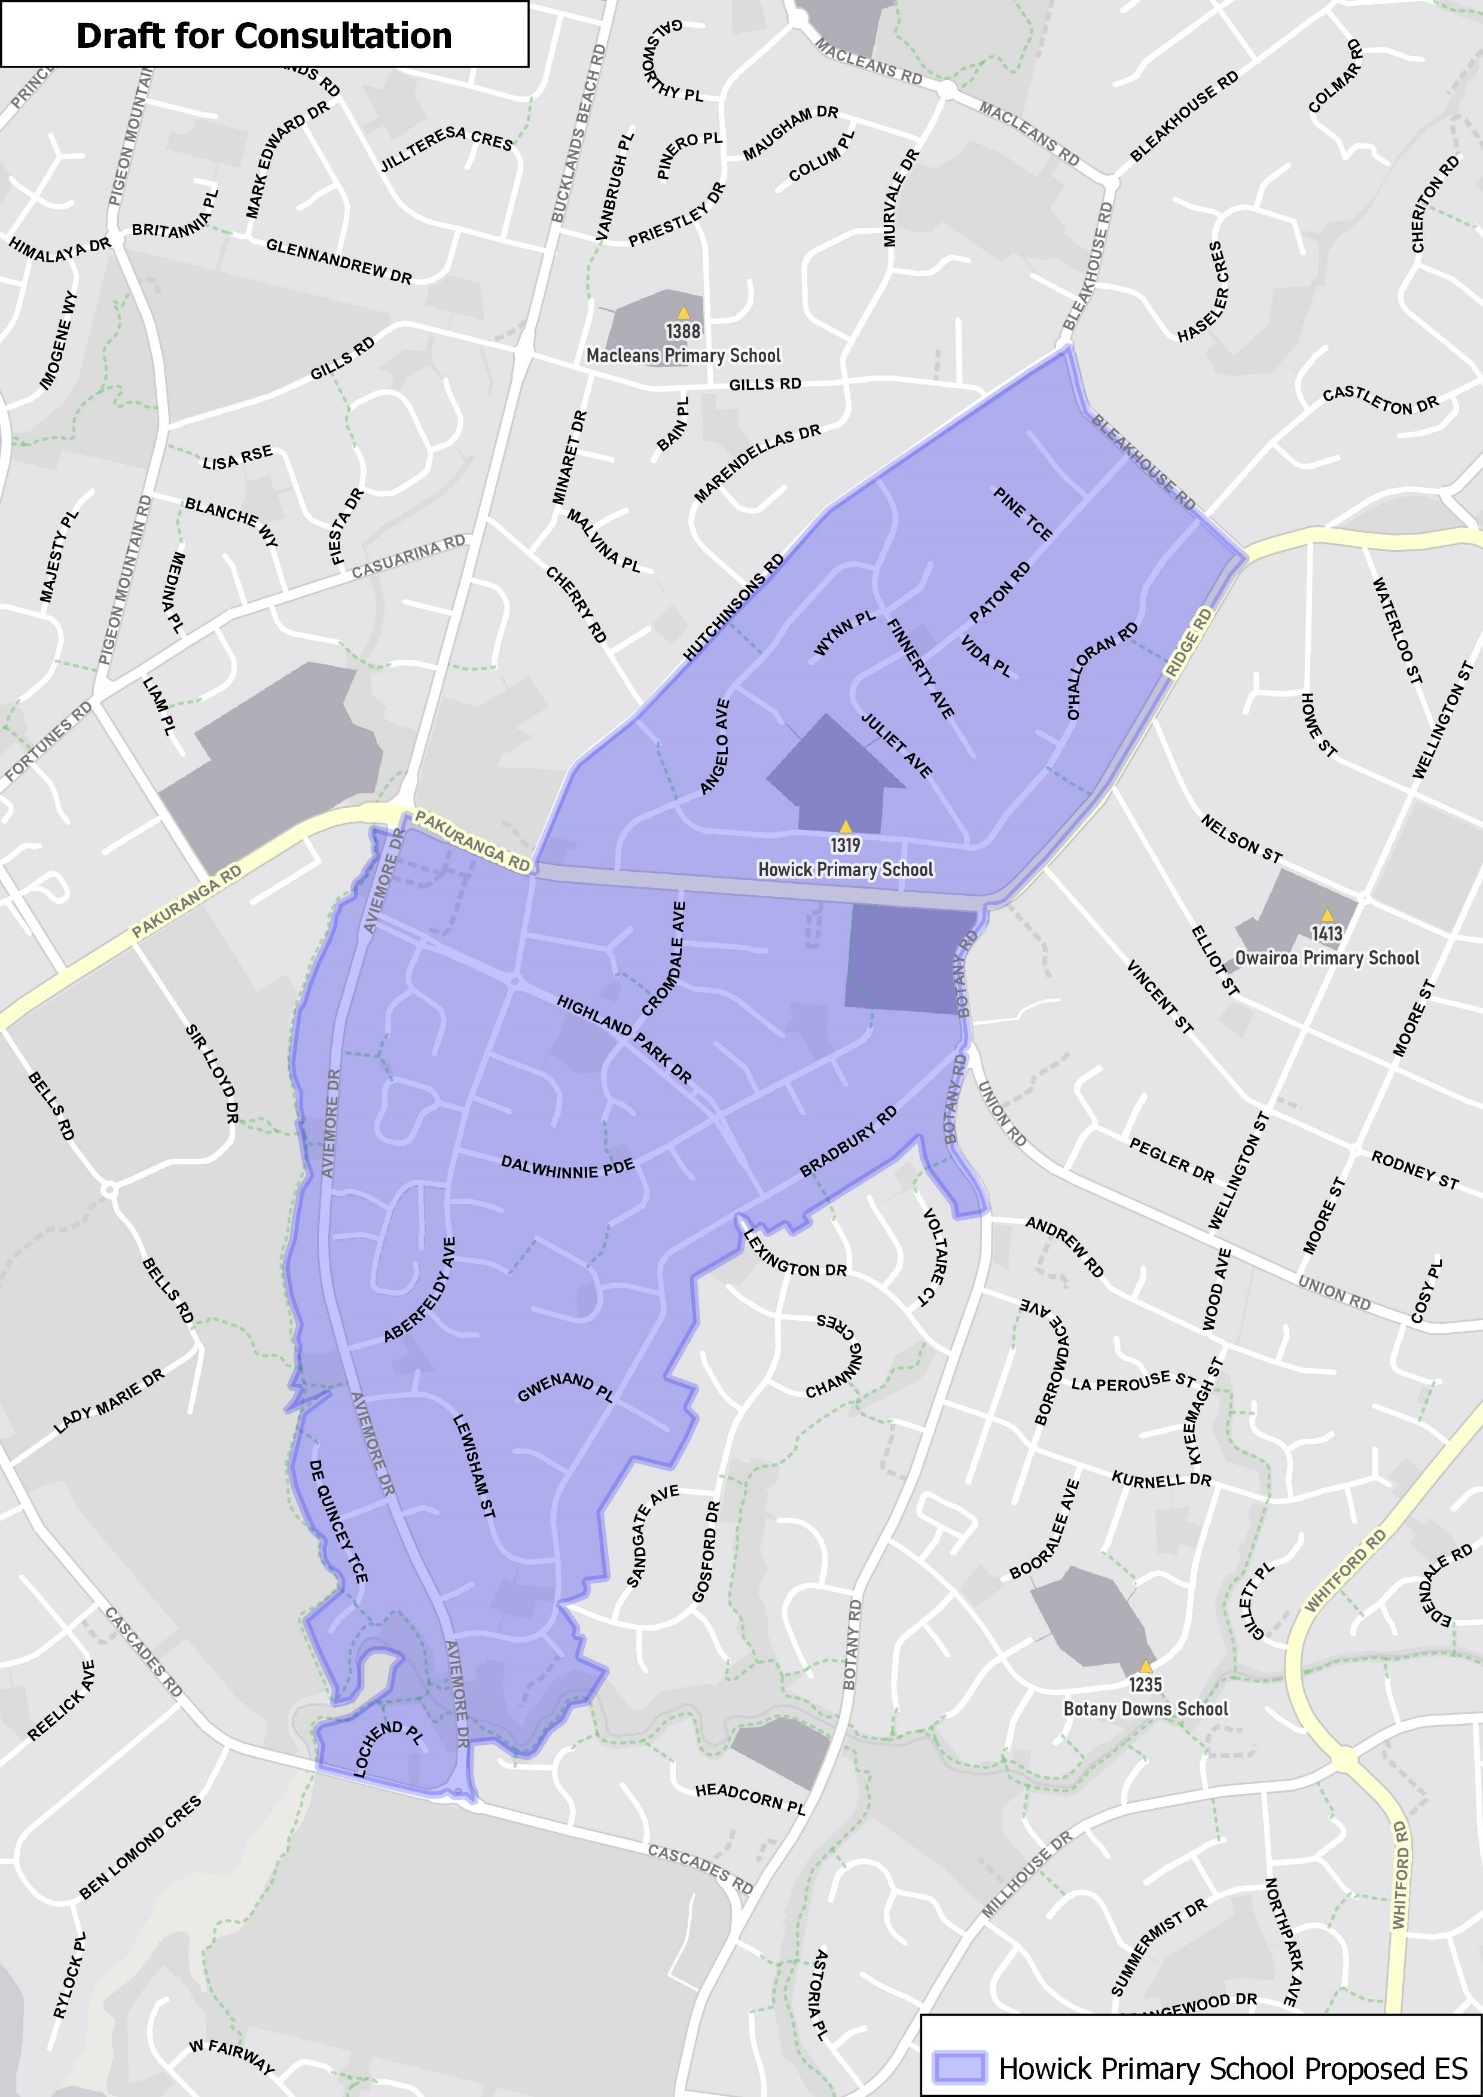 Draft for Consultation
GALSWORTHY PL
MACLEANS RD
MACLEANS RD
BLEAKHOUSE RD
COLMAR RD
PIGEON MOUNTAIN
BUCKLANDS BEACH RD
MARK EDWARD DR
JILLTERESA CRES
VANBRUGH PL
PINERO PL
MAUGHAM DR
COLUM PL
MURVALE DR
CHERITON RD
HIMALAYA DR
BRITANNIA PL
GLENNANDREW DR
PRIESTLEY DR
BLEAKHOUSE RD
HASELER CRES
IMOGENE WY
GILLS RD
1388
Macleans Primary School
GILLS RD
CASTLETON DR
BLEAKHOUSE RD
LISA RSE
MINARET DR
BAIN PL
MARENDELLAS DR
MAJESTY PL
PIGEON MOUNTAIN RD
BLANCHE WY
FIESTA DR
MEDINA PL
CASUARINA RD
MALVINA PL
CHERRY RD
HUTCHINSONS RD
PINE TCE
PATON RD
WYNN PL
FINNERTY AVE
VIDA PL
O'HALLORAN RD
RIDGE RD
WATERLOO ST
HOWE ST
WELLINGTON ST
FORTUNES RD
LIAM PL
ANGELO AVE
JULIET AVE
PAKURANGA RD
PAKURANGA RD
AVIEMORE DR
1319
Howick Primary School
NELSON ST
1413
Owairoa Primary School
ELLIOT ST
VINCENT ST
MOORE ST
BOTANY RD
CROMDALE AVE
HIGHLAND PARK DR
SIR LLOYD DR
BELLS RD
AVIEMORE DR
BOTANY RD
UNION RD
BRADBURY RD
DALWHINNIE PDE
PEGLER DR
WELLINGTON ST
RODNEY ST
MOORE ST
BELLS RD
ABERFELDY AVE
LEXINGTON DR
VOLTAIRE CT
ANDREW RD
WOOD AVE
UNION RD
COSY PL
CHANNING CRES
BORROWDACE AVE
LA PEROUSE ST
KYEEMAGH ST
LADY MARIE DR
AVIEMORE DR
GWENAND PL
LEWISHAM ST
DE QUINCEY TCE
SANDGATE AVE
GOSFORD DR
KURNELL DR
BOORALEE AVE
GILLETT PL
WHITFORD RD
EDENDALE RD
CASCADES RD
REELICK AVE
AVIEMORE DR
LOCHEND PL
BOTANY RD
1235
Botany Downs School
HEADCORN PL
BEN LOMOND CRES
CASCADES RD
MILLHOUSE DR
WHITFORD RD
SUMMERMIST DR
NORTHPARK AVE
RYLOCK PL
ASTORIA PL
W FAIRWAY
Howick Primary School Proposed ES